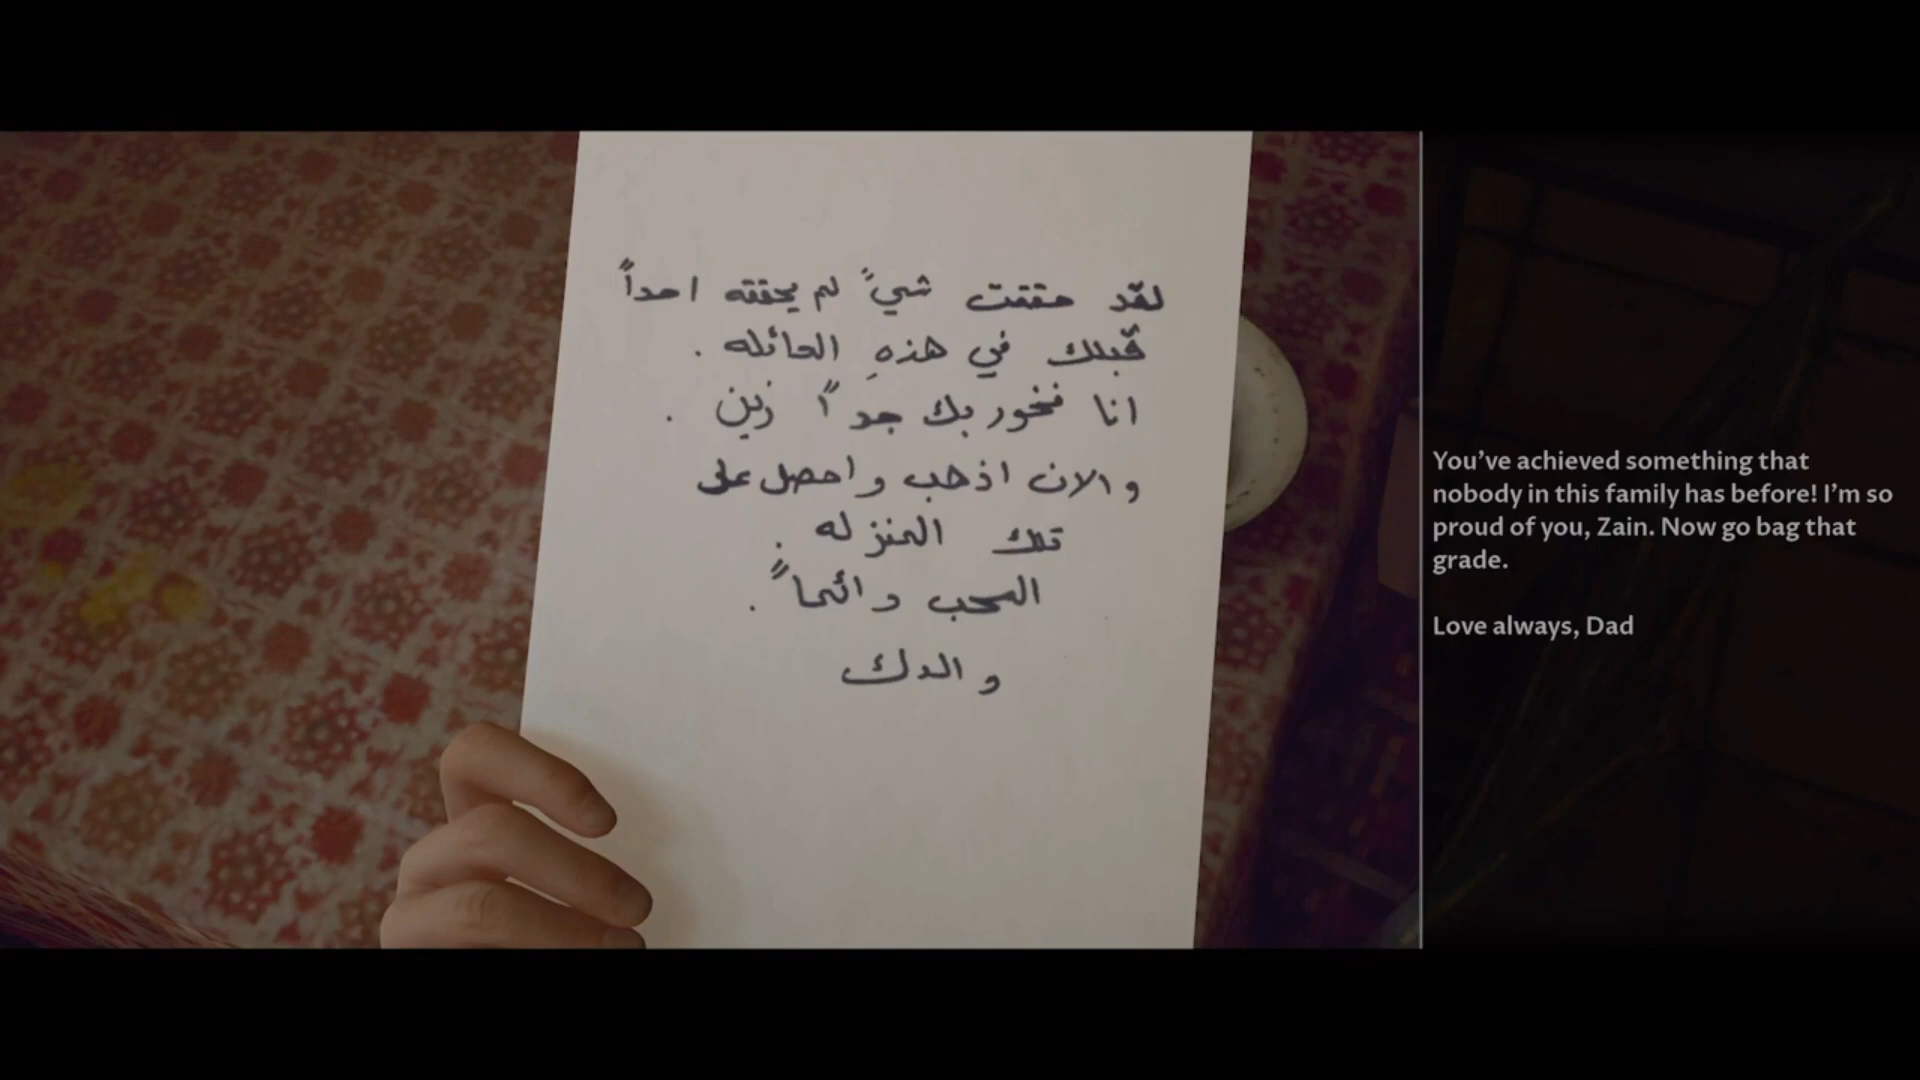 لقد حققت شيءً لم يحققه احداً
قبلك في هذهِ العائله .
انا فخور بك جداً زين .
والان اذهب واحصل على
تلك المنزله .
المحب دائماً .
والدك
You've achieved something that
nobody in this family has before! I'm so
proud of you, Zain. Now go bag that
grade.
Love always, Dad